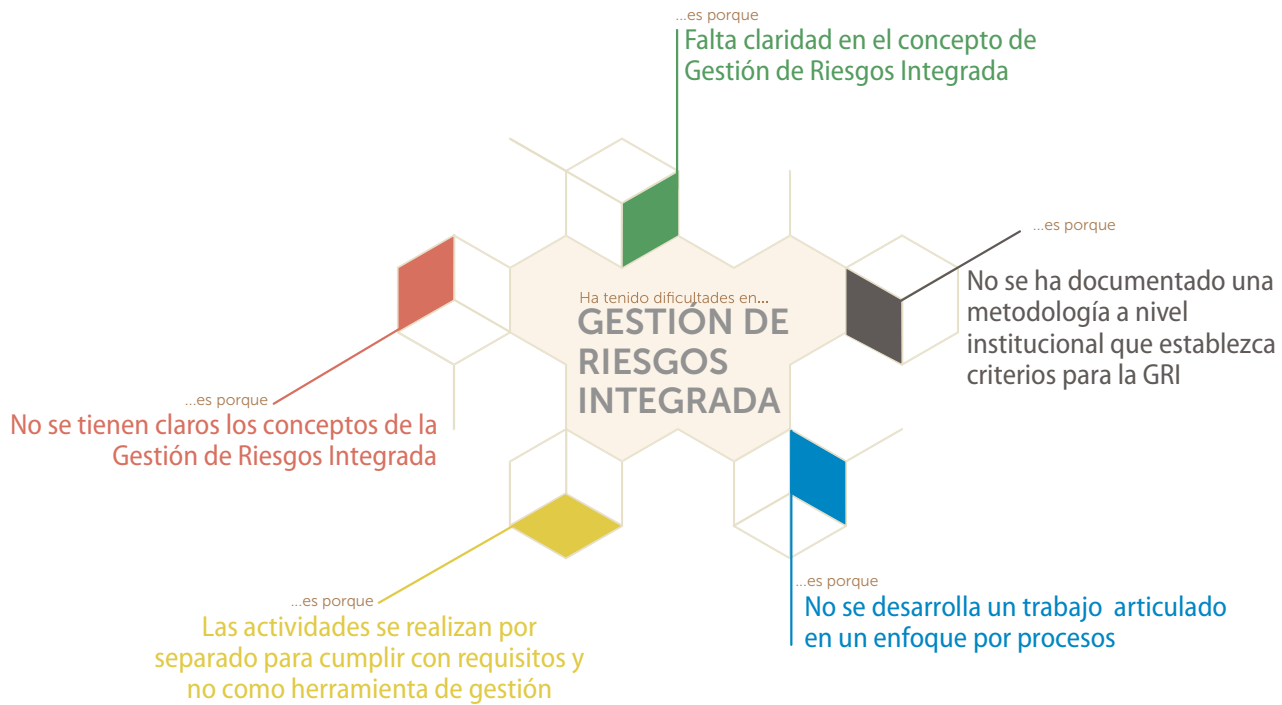 ...es porque
Falta claridad en el concepto de
Gestión de Riesgos Integrada
...es porque
No se ha documentado una
metodología a nivel
institucional que establezca
criterios para la GRI
Ha tenido dificultades en...
GESTIÓN DE
RIESGOS
INTEGRADA
...es porque
No se tienen claros los conceptos de la
Gestión de Riesgos Integrada
...es porque
No se desarrolla un trabajo articulado
en un enfoque por procesos
...es porque
Las actividades se realizan por
separado para cumplir con requisitos y
no como herramienta de gestión